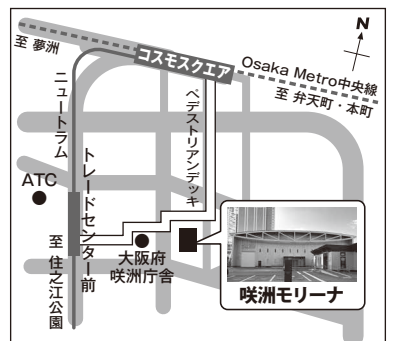 N
至 夢洲
コスモスクエア
Osaka Metro中央線
至 弁天町・本町
ニュートラム
ペデストリアンデッキ
トレードセンター前
ATC
至 住之江公園
大阪府
咲洲庁舎
咲洲モリーナ